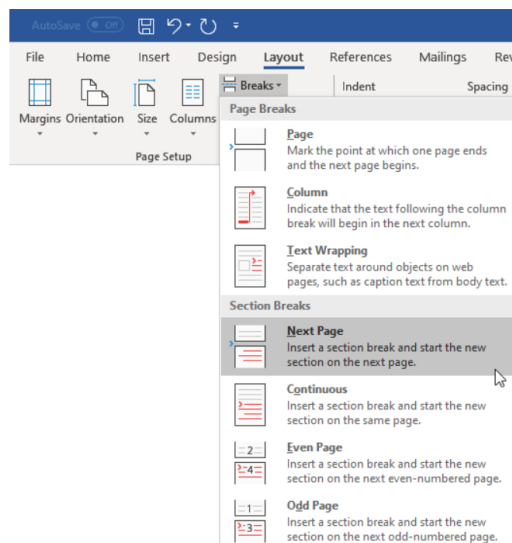 AutoSave Off
File Home Insert Design Layout References Mailings
Breaks Indent Spacing
Margins Orientation Size Columns
Page Setup
Page Breaks
Page
Mark the point at which one page ends
and the next page begins.
Column
Indicate that the text following the column
break will begin in the next column.
Text Wrapping
Separate text around objects on web
pages, such as caption text from body text.
Section Breaks
Next Page
Insert a section break and start the new
section on the next page.
Continuous
Insert a section break and start the new
section on the same page.
2
4
Even Page
Insert a section break and start the new
section on the next even-numbered page.
1
3
Odd Page
Insert a section break and start the new
section on the next odd-numbered page.